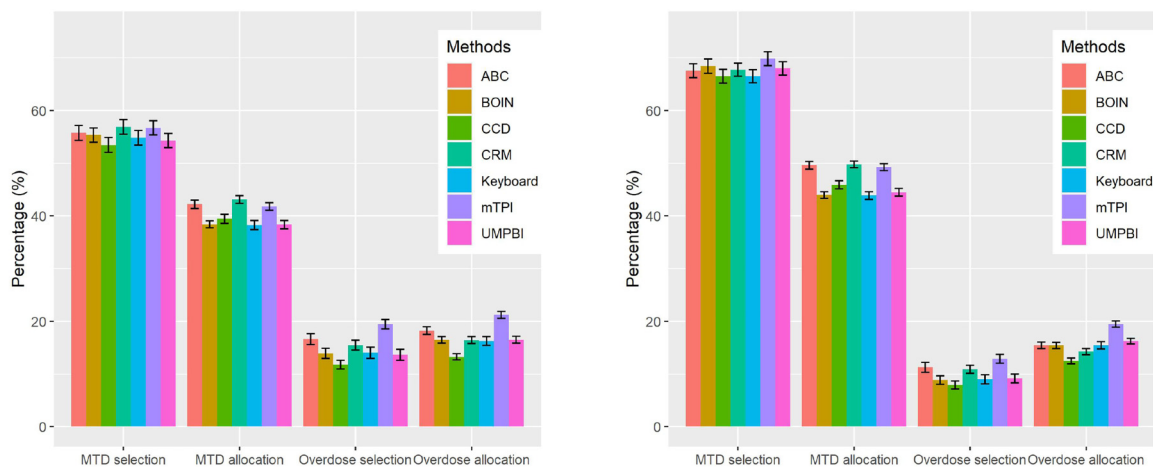 Percentage (%)
60
40
20
0
MTD selection
MTD allocation
Overdose selection
Overdose allocation
Methods
ABC
BOIN
CCD
CRM
Keyboard
mTPI
UMPBI
Percentage (%)
60
40
20
0
MTD selection
MTD allocation
Overdose selection
Overdose allocation
Methods
ABC
BOIN
CCD
CRM
Keyboard
mTPI
UMPBI